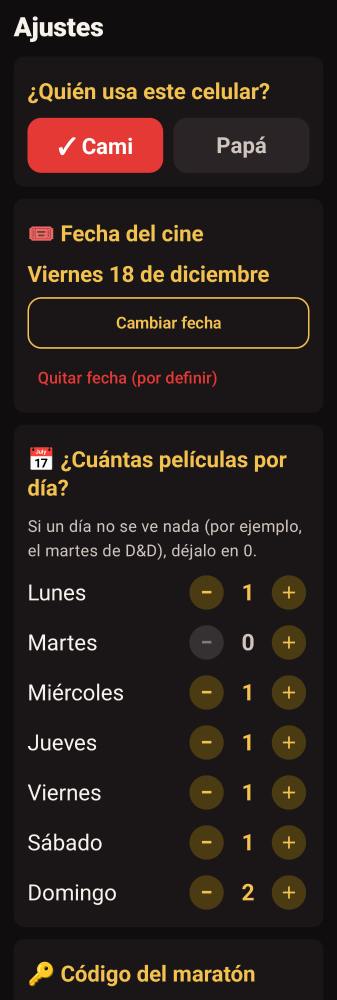 Ajustes
¿Quién usa este celular?
✓ Cami
Papá
🎟️ Fecha del cine
Viernes 18 de diciembre
Cambiar fecha
Quitar fecha (por definir)
📅 ¿Cuántas películas por
día?
Si un día no se ve nada (por ejemplo,
el martes de D&D), déjalo en 0.
Lunes − 1 +
Martes − 0 +
Miércoles − 1 +
Jueves − 1 +
Viernes − 1 +
Sábado − 1 +
Domingo − 2 +
🔑 Código del maratón